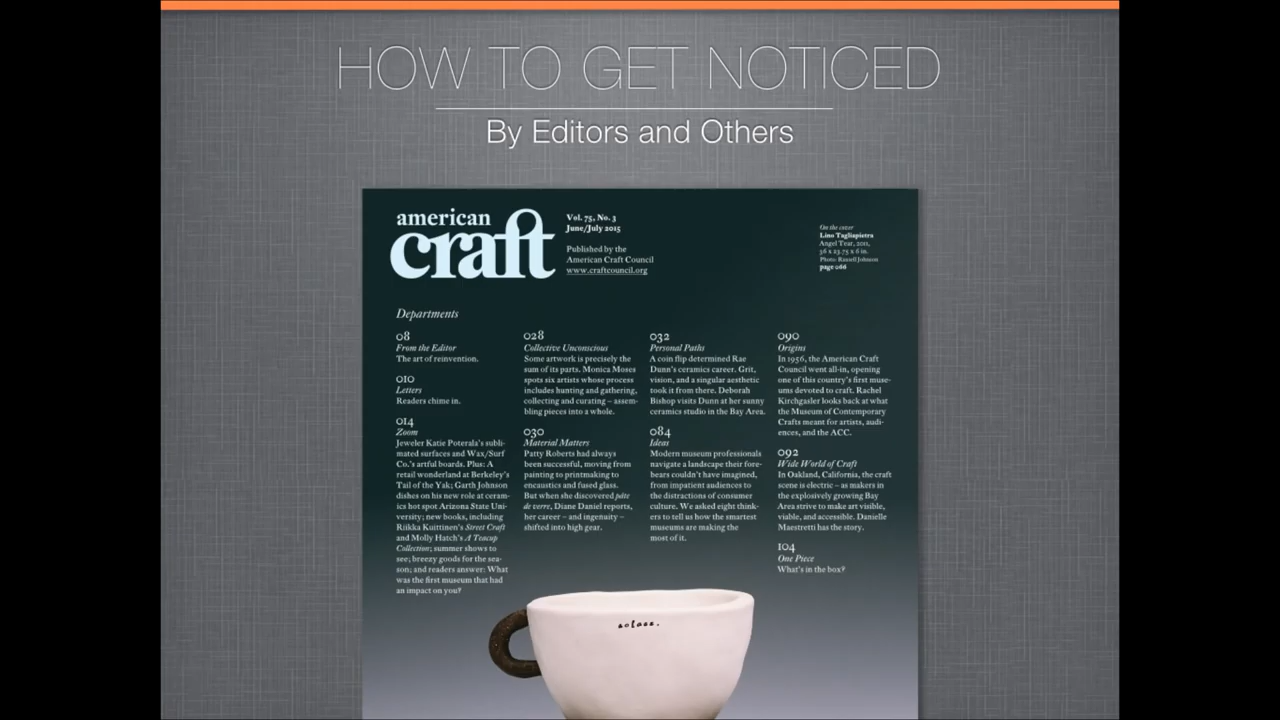 HOW TO GET NOTICED
By Editors and Others
american
craft
Vol. 75, No. 3
June/July 2015
Published by the
American Craft Council
www.craftcouncil.org
On the cover
Lino Tagliapietra
Angel Tear, 2011,
36 x 23.75 x 6 in.
Photo: Russell Johnson
page 066
Departments
08
From the Editor
The art of reinvention.
010
Letters
Readers chime in.
014
Zoom
Jeweler Katie Poterala's subli-
mated surfaces and Wax/Surf
Co.'s artful boards. Plus: A
retail wonderland at Berkeley's
Tail of the Yak; Garth Johnson
dishes on his new role at ceram-
ics hot spot Arizona State Uni-
versity; new books, including
Riikka Kuittinen's Street Craft
and Molly Hatch's A Teacup
Collection; summer shows to
see; breezy goods for the sea-
son; and readers answer: What
was the first museum that had
an impact on you?
028
Collective Unconscious
Some artwork is precisely the
sum of its parts. Monica Moses
spots six artists whose process
includes hunting and gathering,
collecting and curating – assem-
bling pieces into a whole.
030
Material Matters
Patty Roberts had always
been successful, moving from
painting to printmaking to
encaustics and fused glass.
But when she discovered pâte
de verre, Diane Daniel reports,
her career – and ingenuity –
shifted into high gear.
032
Personal Paths
A coin flip determined Rae
Dunn's ceramics career. Grit,
vision, and a singular aesthetic
took it from there. Deborah
Bishop visits Dunn at her sunny
ceramics studio in the Bay Area.
084
Ideas
Modern museum professionals
navigate a landscape their fore-
bears couldn't have imagined,
from impatient audiences to
the distractions of consumer
culture. We asked eight think-
ers to tell us how the smartest
museums are making the
most of it.
090
Origins
In 1956, the American Craft
Council went all-in, opening
one of this country's first muse-
ums devoted to craft. Rachel
Kirchgasler looks back at what
the Museum of Contemporary
Crafts meant for artists, audi-
ences, and the ACC.
092
Wide World of Craft
In Oakland, California, the craft
scene is electric – as makers in
the explosively growing Bay
Area strive to make art visible,
viable, and accessible. Danielle
Maestretti has the story.
104
One Piece
What's in the box?
solace.